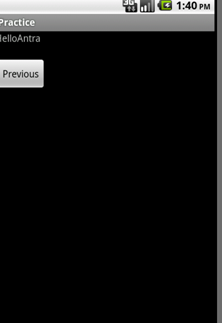 3G
1:40 PM
Practice
HelloAntra
Previous